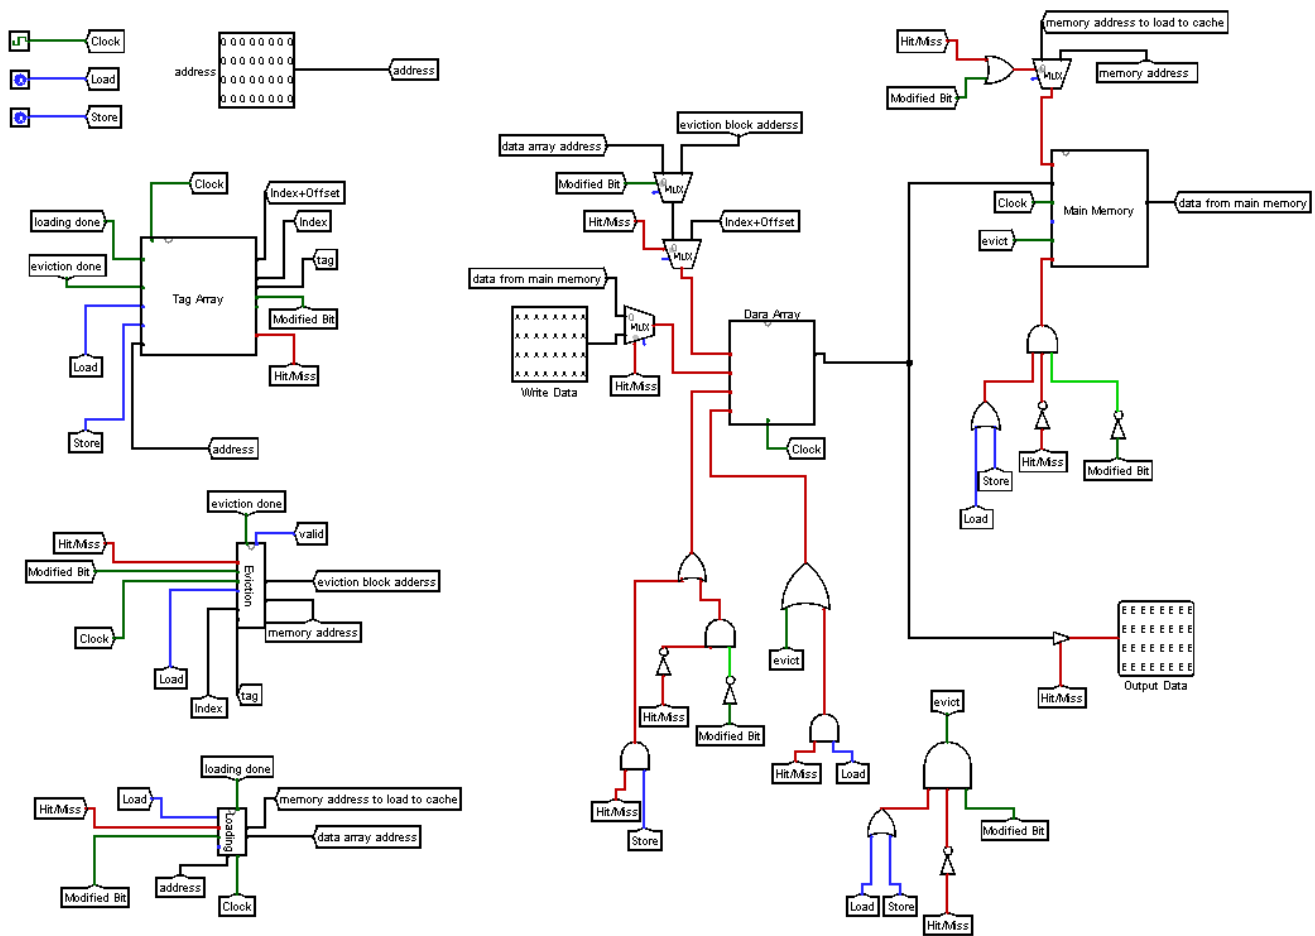 Clock
Load
Store
address
0 0 0 0 0 0 0 0
0 0 0 0 0 0 0 0
0 0 0 0 0 0 0 0
0 0 0 0 0 0 0 0
address
memory address to load to cache
Hit/Miss
MUX
memory address
Modified Bit
eviction block adderss
data array address
Modified Bit
MUX
Hit/Miss
Index+Offset
MUX
Main Memory
Clock
evict
data from main memory
Clock
Index+Offset
loading done
Index
eviction done
tag
Tag Array
Modified Bit
Load
Hit/Miss
Store
address
data from main memory
MUX
X X X X X X X X
X X X X X X X X
X X X X X X X X
X X X X X X X X
Write Data
Hit/Miss
Dara Array
Clock
Store
Load
Hit/Miss
Modified Bit
eviction done
valid
Hit/Miss
Modified Bit
Eviction
eviction block adderss
Clock
memory address
Load
Index
tag
evict
Hit/Miss
Modified Bit
Hit/Miss
Load
Hit/Miss
Store
E E E E E E E E
E E E E E E E E
E E E E E E E E
E E E E E E E E
Output Data
Hit/Miss
loading done
Load
memory address to load to cache
Hit/Miss
Loading
data array address
Modified Bit
address
Clock
evict
Modified Bit
Load
Store
Hit/Miss